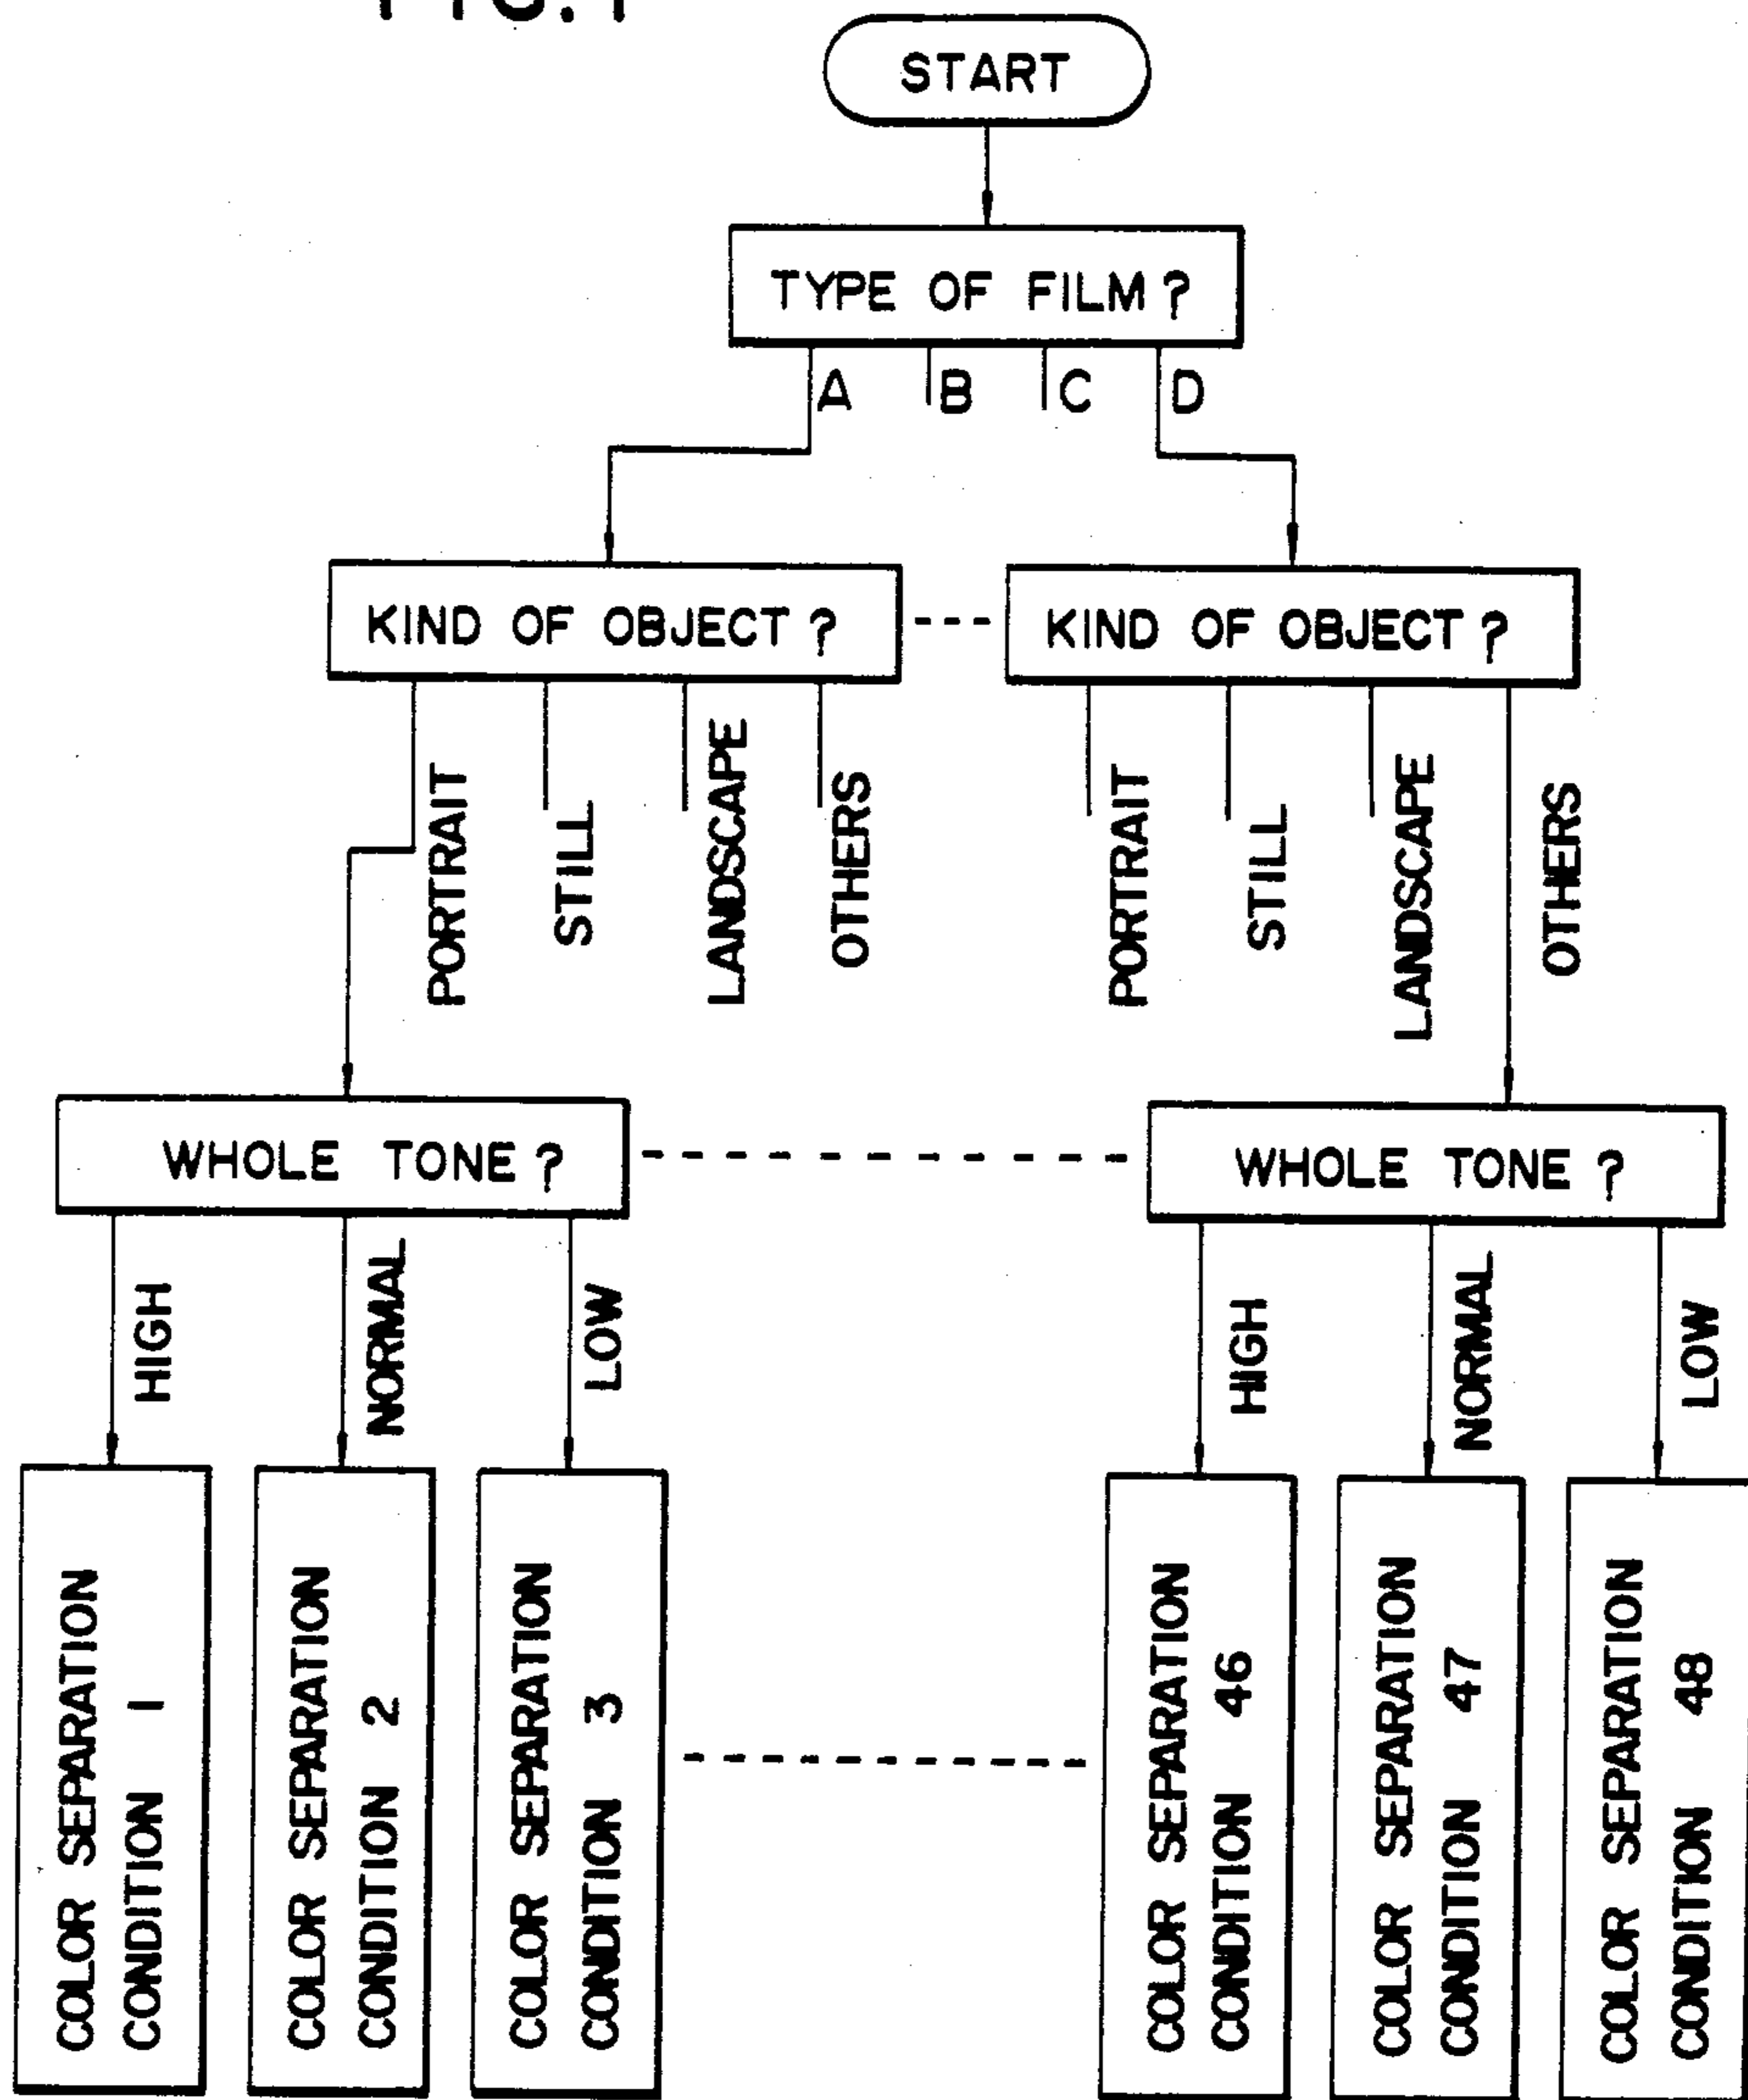 FIG. 1
START
TYPE OF FILM?
A B C D
KIND OF OBJECT?
KIND OF OBJECT?
PORTRAIT
STILL
LANDSCAPE
OTHERS
PORTRAIT
STILL
LANDSCAPE
OTHERS
WHOLE TONE?
WHOLE TONE?
HIGH
NORMAL
LOW
HIGH
NORMAL
LOW
COLOR SEPARATION
CONDITION 1
COLOR SEPARATION
CONDITION 2
COLOR SEPARATION
CONDITION 3
COLOR SEPARATION
CONDITION 46
COLOR SEPARATION
CONDITION 47
COLOR SEPARATION
CONDITION 48